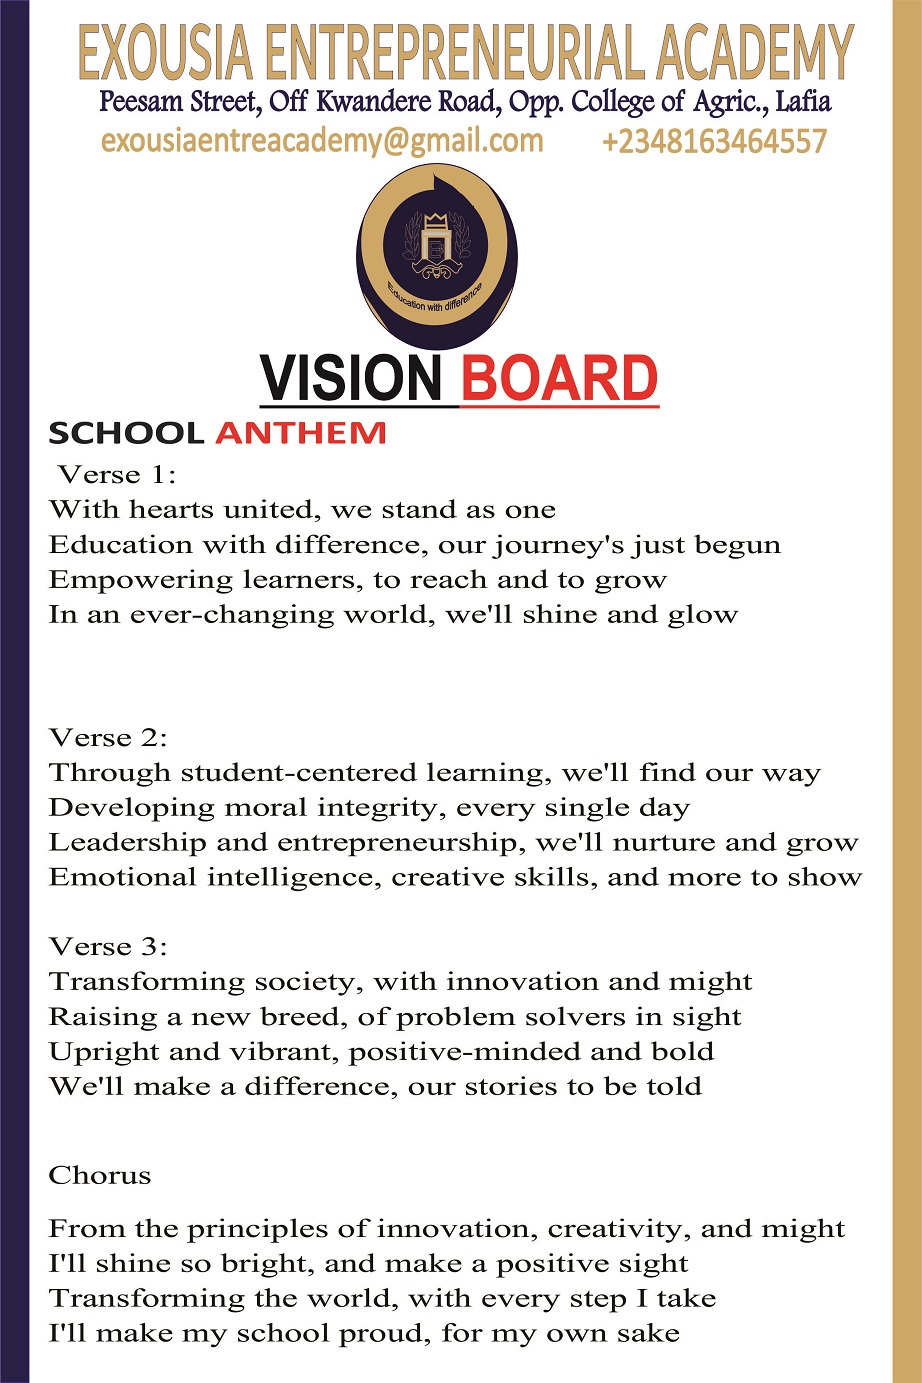 EXOUSIA ENTREPRENEURIAL ACADEMY
Peesam Street, Off Kwandere Road, Opp. College of Agric., Lafia
exousiaentreacademy@gmail.com +2348163464557
Education with difference
VISION BOARD
SCHOOL ANTHEM
Verse 1:
With hearts united, we stand as one
Education with difference, our journey's just begun
Empowering learners, to reach and to grow
In an ever-changing world, we'll shine and glow
Verse 2:
Through student-centered learning, we'll find our way
Developing moral integrity, every single day
Leadership and entrepreneurship, we'll nurture and grow
Emotional intelligence, creative skills, and more to show
Verse 3:
Transforming society, with innovation and might
Raising a new breed, of problem solvers in sight
Upright and vibrant, positive-minded and bold
We'll make a difference, our stories to be told
Chorus
From the principles of innovation, creativity, and might
I'll shine so bright, and make a positive sight
Transforming the world, with every step I take
I'll make my school proud, for my own sake